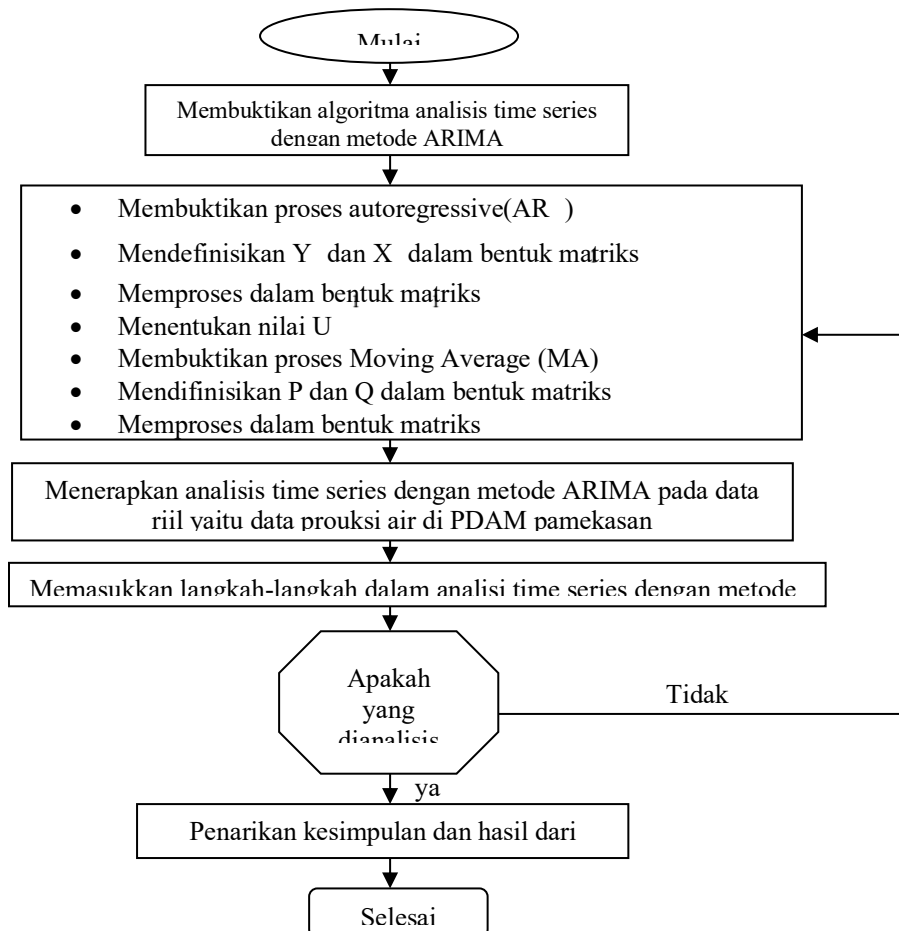 Mulai
Membuktikan algoritma analisis time series
dengan metode ARIMA
• Membuktikan proses autoregressive(AR )
• Mendefinisikan Y dan X dalam bentuk matriks
• Memproses dalam bentuk matriks
• Menentukan nilai U
• Membuktikan proses Moving Average (MA)
• Mendifinisikan P dan Q dalam bentuk matriks
• Memproses dalam bentuk matriks
Menerapkan analisis time series dengan metode ARIMA pada data
riil yaitu data prouksi air di PDAM pamekasan
Memasukkan langkah-langkah dalam analisi time series dengan metode
Apakah
yang
dianalisis
Tidak
ya
Penarikan kesimpulan dan hasil dari
Selesai